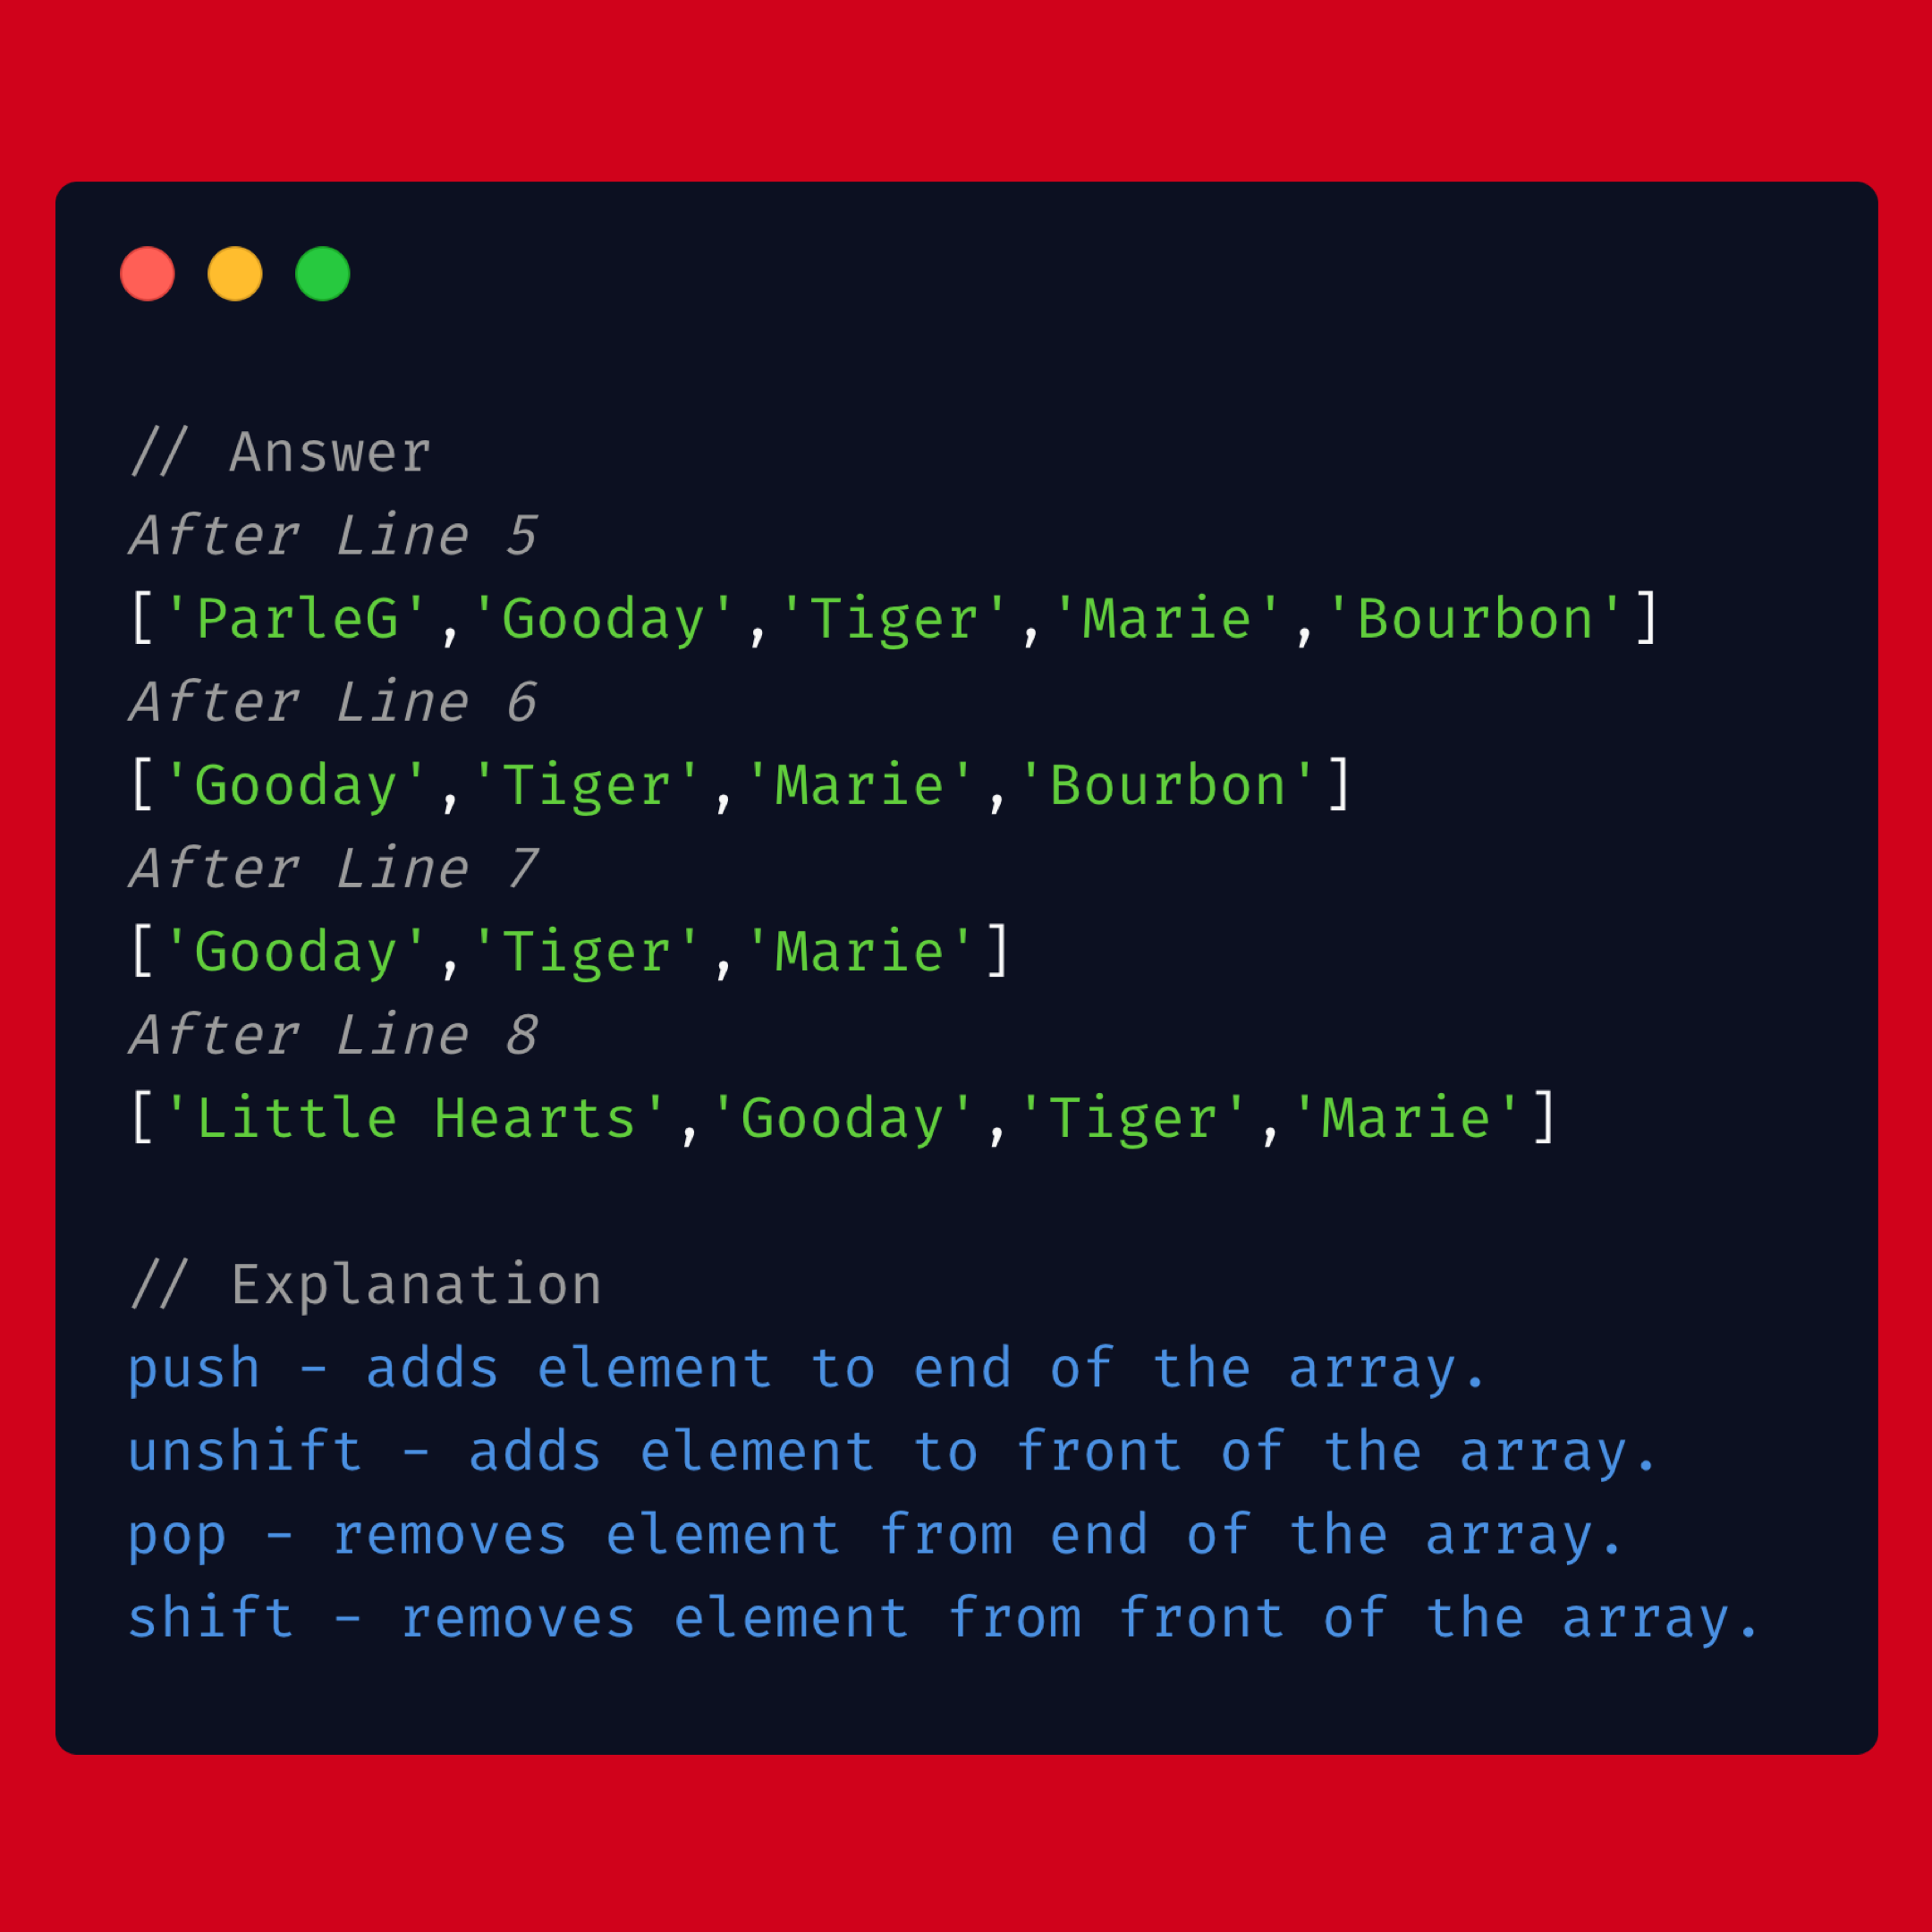 // Answer
After Line 5
['ParleG','Gooday','Tiger','Marie','Bourbon']
After Line 6
['Gooday','Tiger','Marie','Bourbon']
After Line 7
['Gooday','Tiger','Marie']
After Line 8
['Little Hearts','Gooday','Tiger','Marie']
// Explanation
push - adds element to end of the array.
unshift - adds element to front of the array.
pop - removes element from end of the array.
shift - removes element from front of the array.